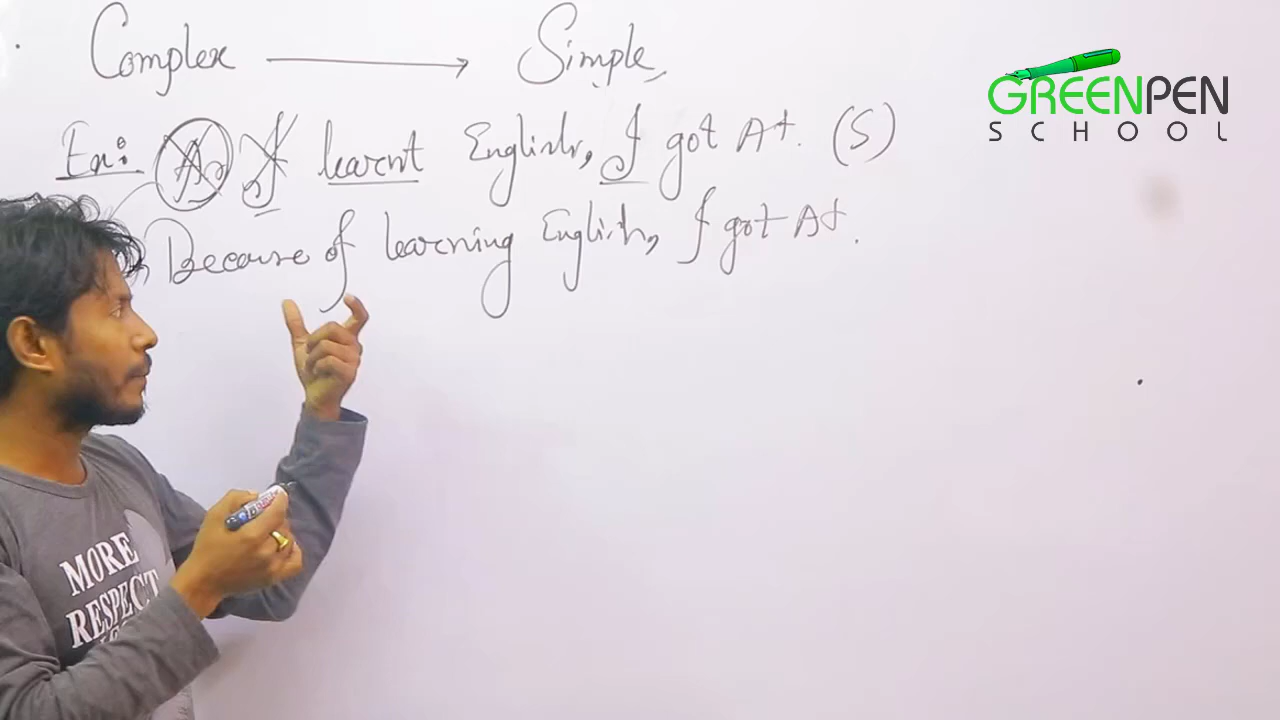 Complex → Simple
GREENPEN
SCHOOL
Ex: As I learnt English, I got A+. (S)
Because of learning English, I got A+.
MORE
RESPECT